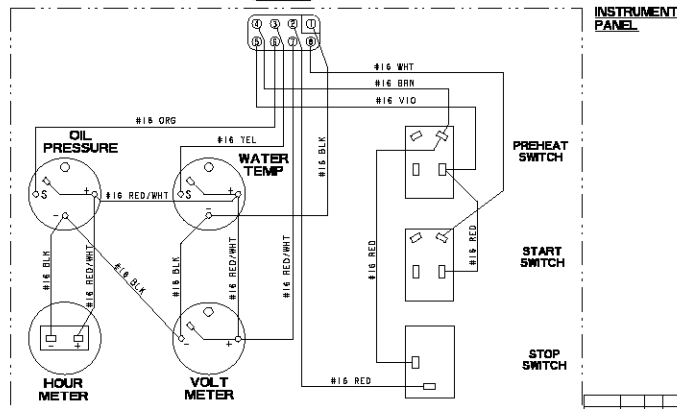 INSTRUMENT
PANEL
4 3 2 1
5 6 7 8
#16 WHT
#16 BRN
#16 VIO
#16 ORG
#16 YEL
#16 BLK
OIL
PRESSURE
WATER
TEMP
PREHEAT
SWITCH
S + -
#16 RED/WHT
S + -
#16 BLK
#16 RED/WHT
#16 BLK
#16 BLK
#16 RED/WHT
#16 RED/WHT
#16 RED
#16 RED
START
SWITCH
- +
- +
STOP
SWITCH
#16 RED
HOUR
METER
VOLT
METER